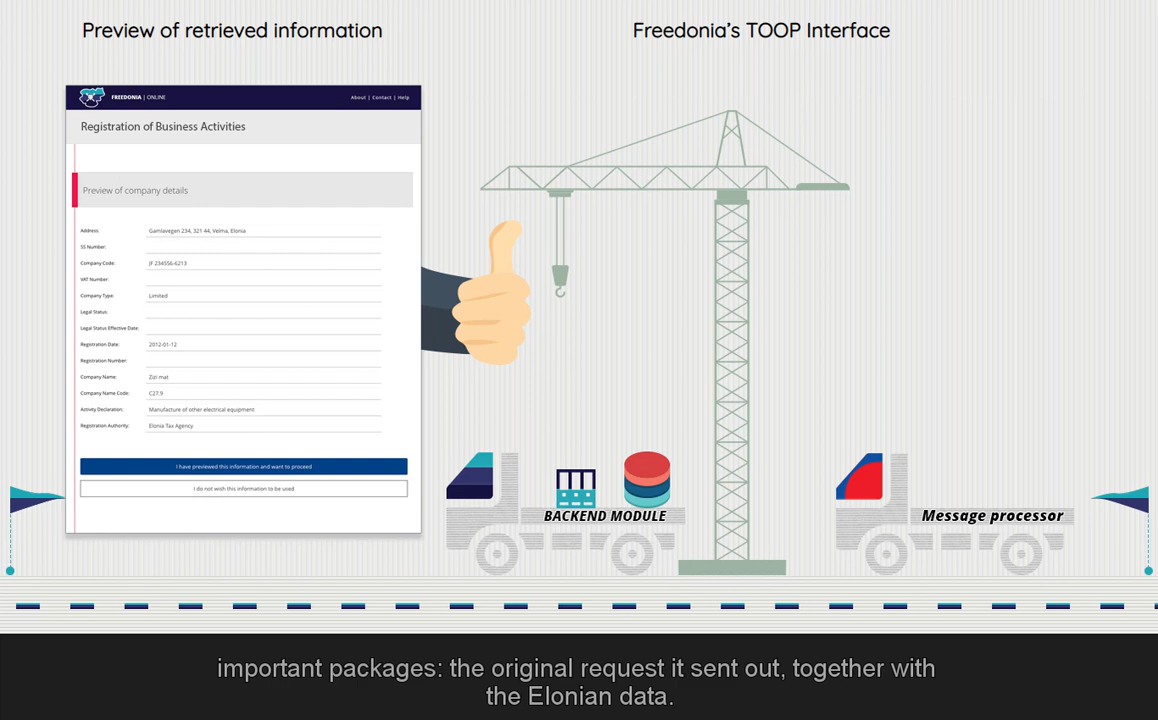 Preview of retrieved information
Freedonia's TOOP Interface
FREEDONIA | ONLINE
About | Contact | Help
Registration of Business Activities
Preview of company details
Address: Gamlavegen 234, 321 44, Velma, Elonia
SS Number:
Company Code: JF 234556-6213
VAT Number:
Company Type: Limited
Legal Status:
Legal Status Effective Date:
Registration Date: 2012-01-12
Registration Number:
Company Name: Zizi mat
Company Name Code: C27.9
Activity Declaration: Manufacture of other electrical equipment
Registration Authority: Elonia Tax Agency
I have previewed this information and want to proceed
I do not wish this information to be used
BACKEND MODULE
Message processor
important packages: the original request it sent out, together with
the Elonian data.